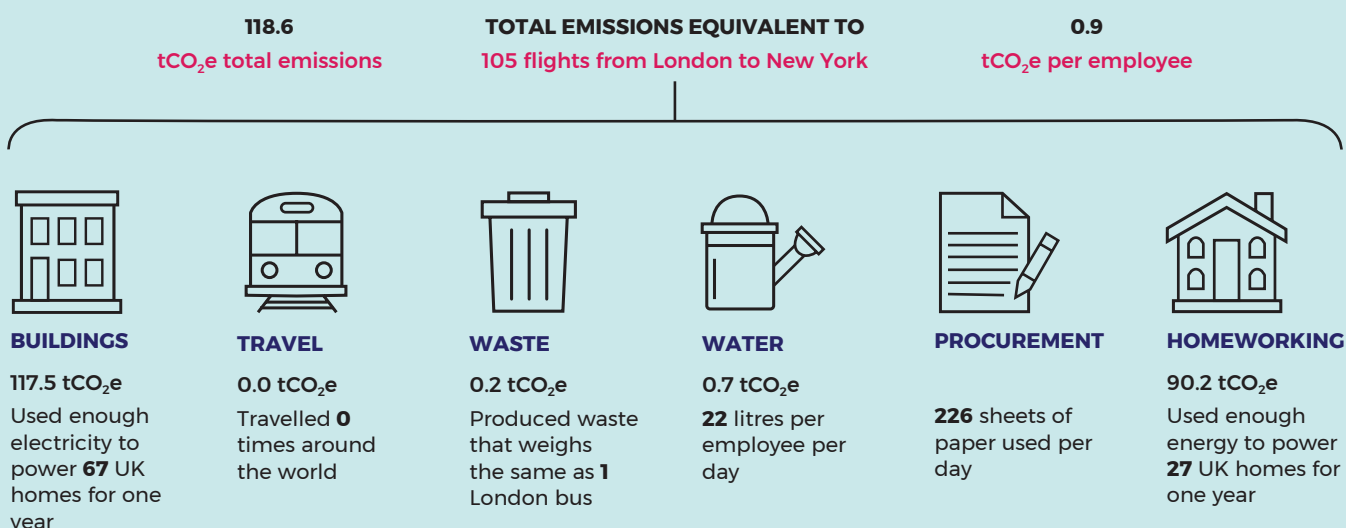 118.6
tCO₂e total emissions
TOTAL EMISSIONS EQUIVALENT TO
105 flights from London to New York
0.9
tCO₂e per employee
BUILDINGS
117.5 tCO₂e
Used enough
electricity to
power 67 UK
homes for one
year
TRAVEL
0.0 tCO₂e
Travelled 0
times around
the world
WASTE
0.2 tCO₂e
Produced waste
that weighs
the same as 1
London bus
WATER
0.7 tCO₂e
22 litres per
employee per
day
PROCUREMENT
226 sheets of
paper used per
day
HOMEWORKING
90.2 tCO₂e
Used enough
energy to power
27 UK homes for
one year